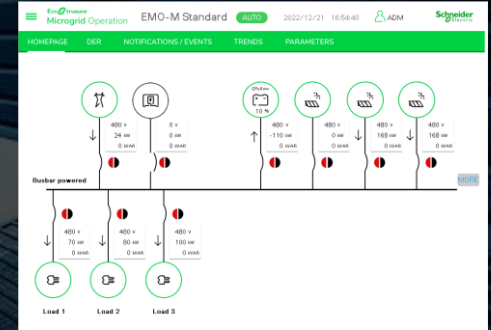 EcoStruxure
Microgrid Operation
EMO-M Standard
AUTO
2022/12/21 16:54:40
ADM
Schneider
Electric
HOMEPAGE DER NOTIFICATIONS / EVENTS TRENDS PARAMETERS
10 %
480 V 0 V 480 V 480 V 480 V 480 V
24 kW 0 kW -110 kW 0 kW 168 kW 168 kW
0 kVAR 0 kVAR 0 kVAR 0 kVAR 0 kVAR 0 kVAR
Busbar powered
MORE
480 V 480 V 480 V
70 kW 80 kW 100 kW
0 kVAR 0 kVAR 0 kVAR
Load 1 Load 2 Load 3